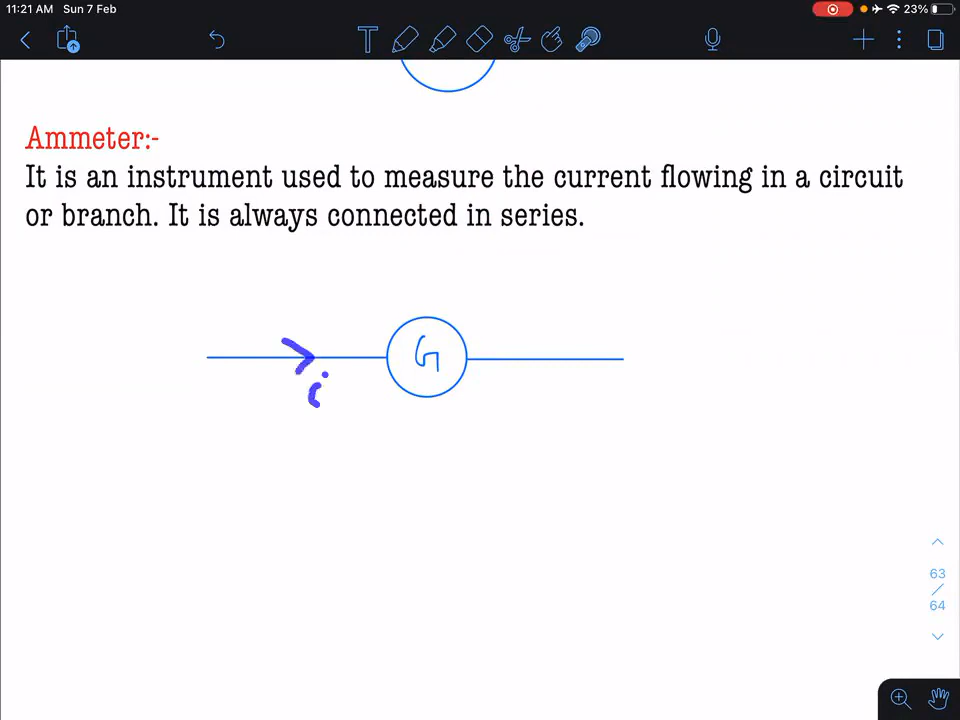 11:21 AM Sun 7 Feb
23%
T
Ammeter:-
It is an instrument used to measure the current flowing in a circuit
or branch. It is always connected in series.
G
i
63
/
64